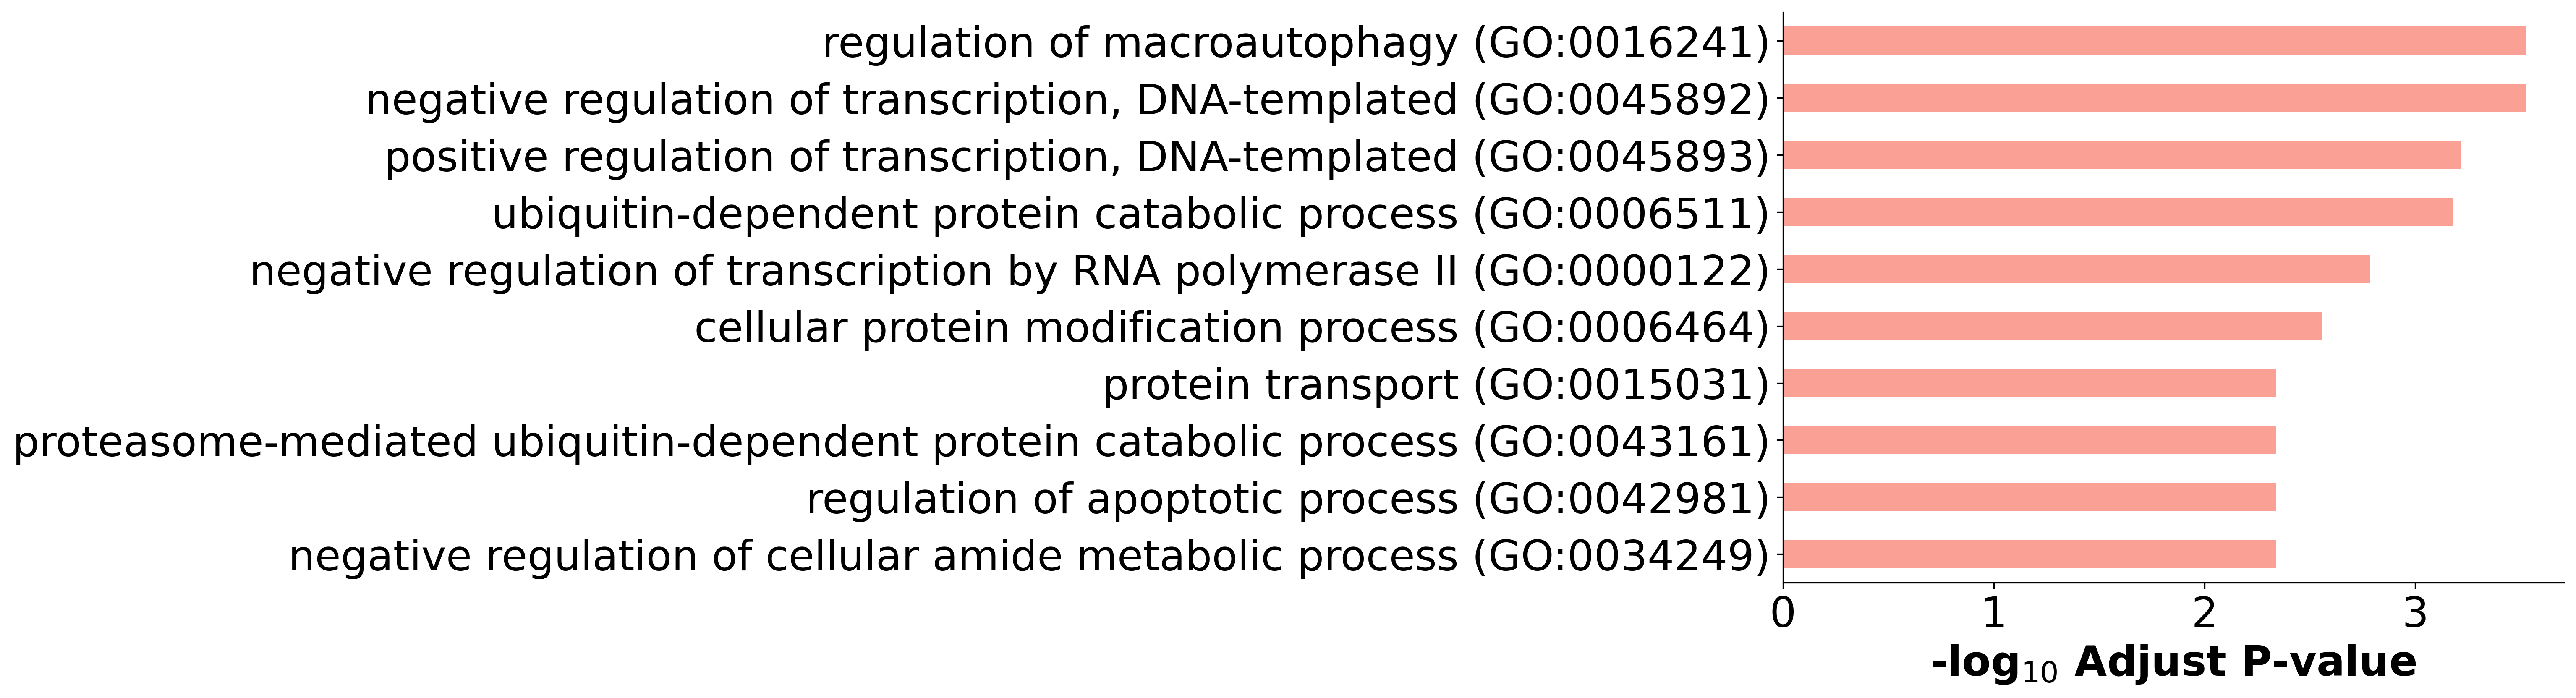 regulation of macroautophagy (GO:0016241)
negative regulation of transcription, DNA-templated (GO:0045892)
positive regulation of transcription, DNA-templated (GO:0045893)
ubiquitin-dependent protein catabolic process (GO:0006511)
negative regulation of transcription by RNA polymerase II (GO:0000122)
cellular protein modification process (GO:0006464)
protein transport (GO:0015031)
proteasome-mediated ubiquitin-dependent protein catabolic process (GO:0043161)
regulation of apoptotic process (GO:0042981)
negative regulation of cellular amide metabolic process (GO:0034249)
0 1 2 3
-log₁₀ Adjust P-value